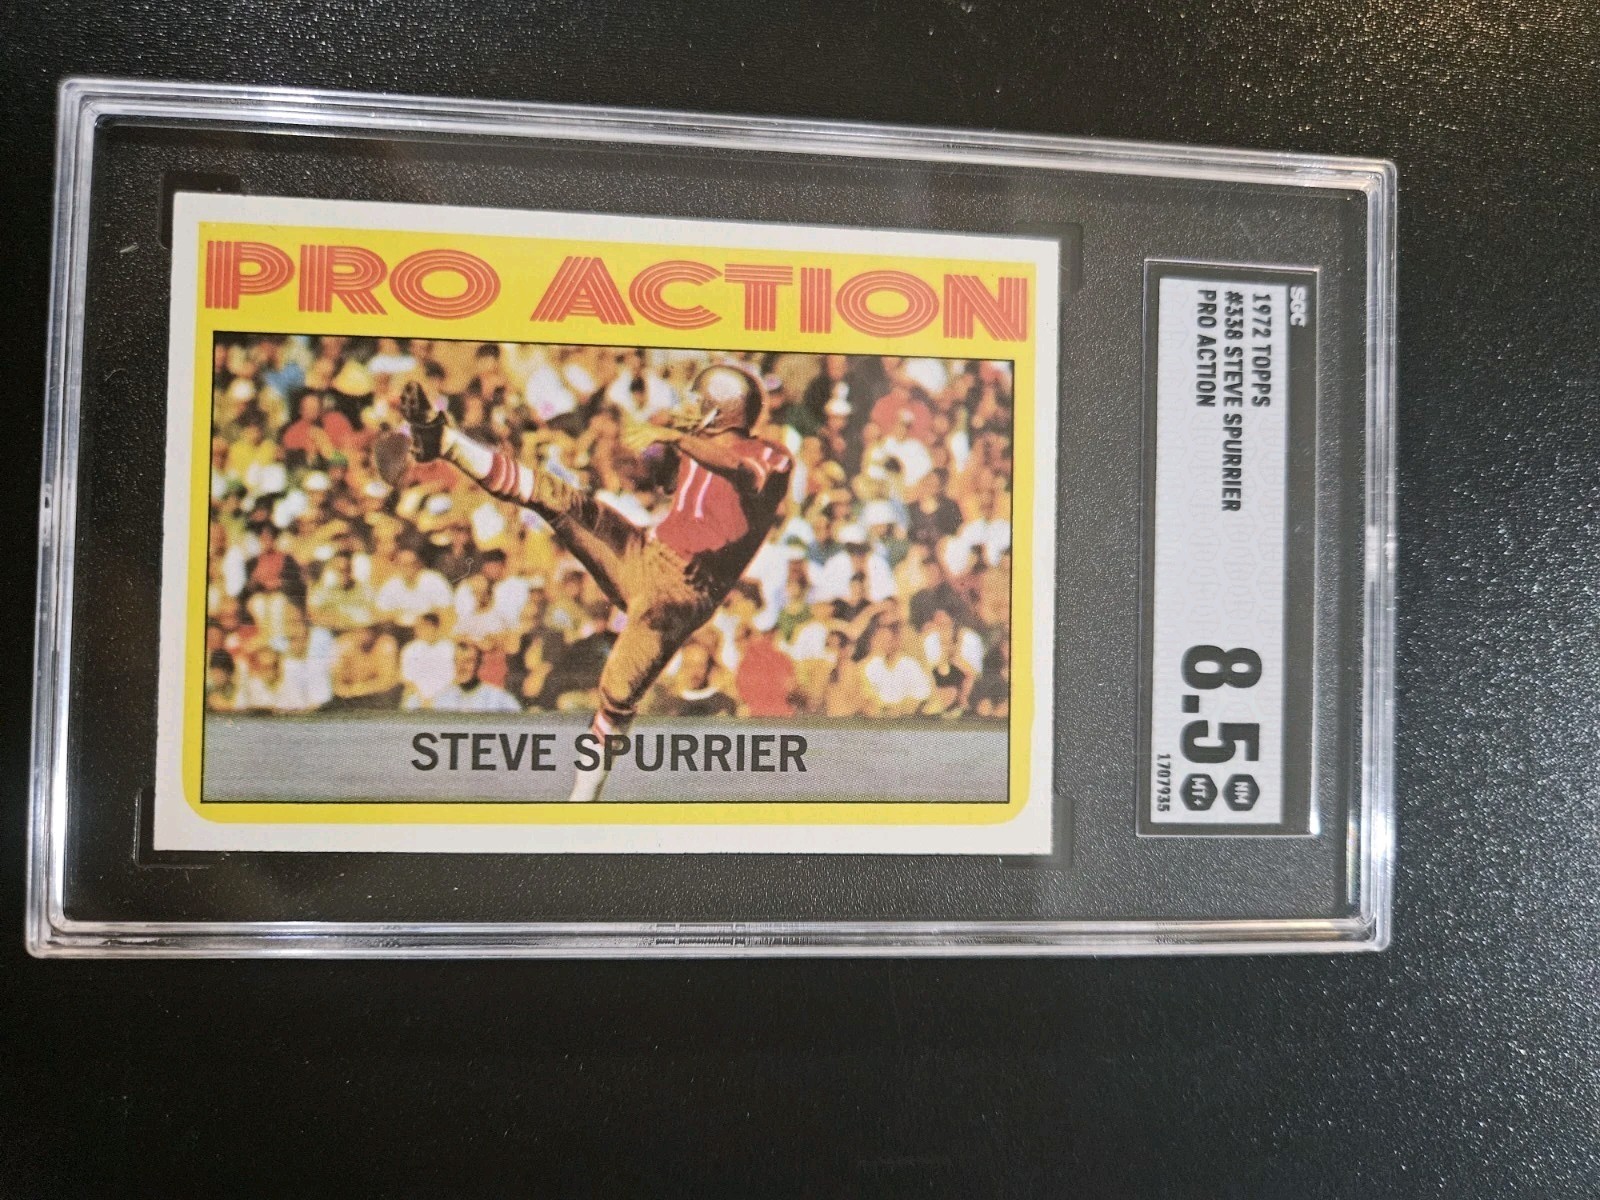 PRO ACTION
STEVE SPURRIER
SGC
1972 TOPPS
#338 STEVE SPURRIER
PRO ACTION
8.5
NM
MT+
1707935